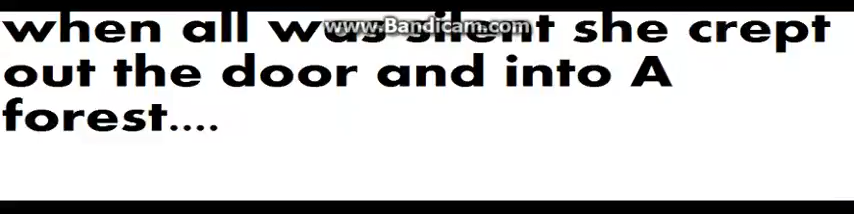 www.Bandicam.com
when all was silent she crept
out the door and into A
forest....